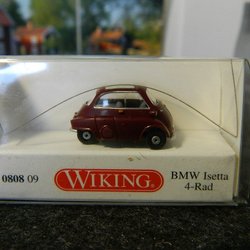 0808 09
WIKING
BMW Isetta
4-Rad